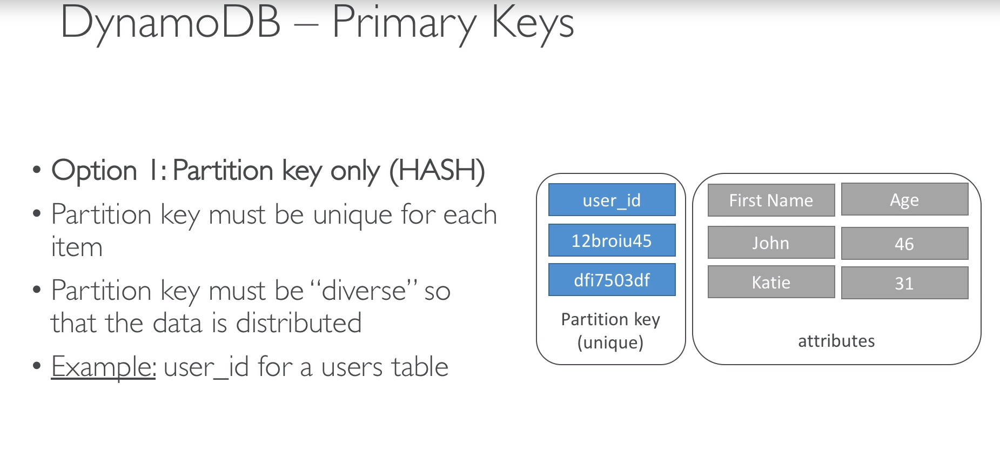 DynamoDB – Primary Keys
• Option 1: Partition key only (HASH)
• Partition key must be unique for each
item
• Partition key must be “diverse” so
that the data is distributed
• Example: user_id for a users table
user_id
12broiu45
dfi7503df
Partition key
(unique)
First Name Age
John 46
Katie 31
attributes